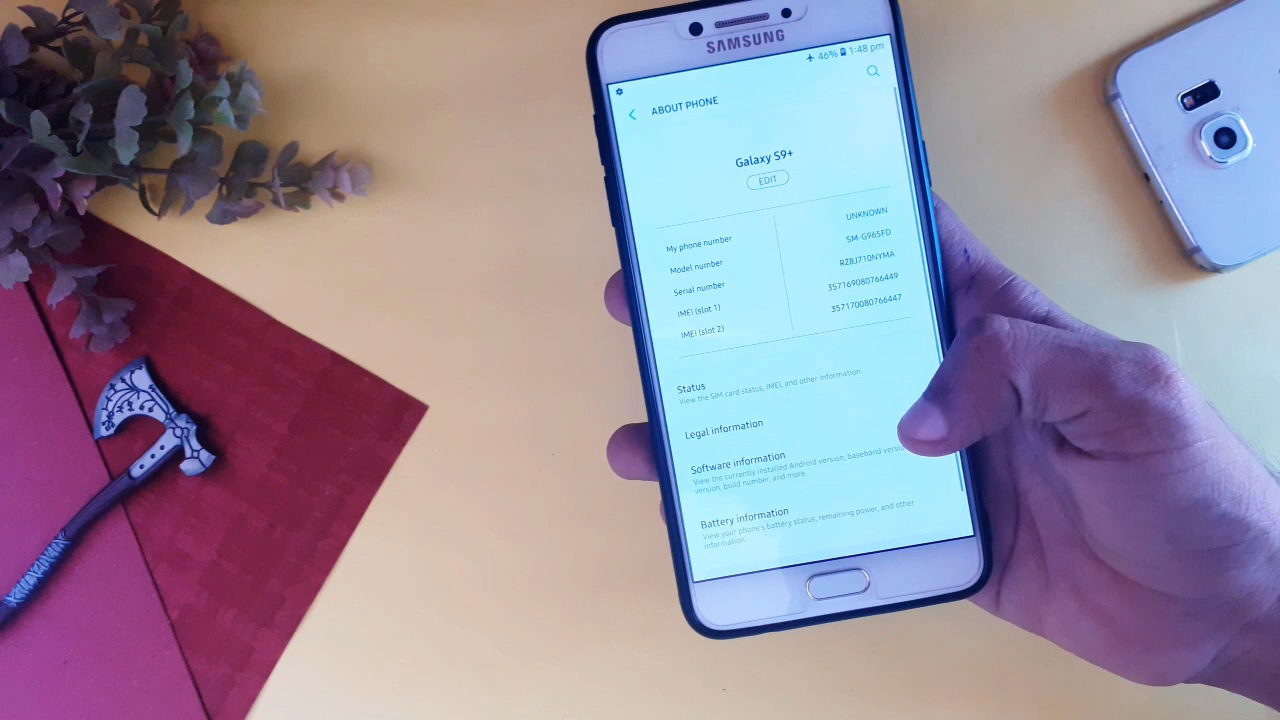 SAMSUNG
46% 1:48 pm
ABOUT PHONE
Galaxy S9+
EDIT
My phone number UNKNOWN
Model number SM-G965FD
Serial number RZ8J710NYMA
IMEI (slot 1) 357169080766449
IMEI (slot 2) 357170080766447
Status
View the SIM card status, IMEI, and other information.
Legal information
Software information
View the currently installed Android version, baseband
version, build number, and more.
Battery information
View your phone's battery status, remaining power, and other
information.